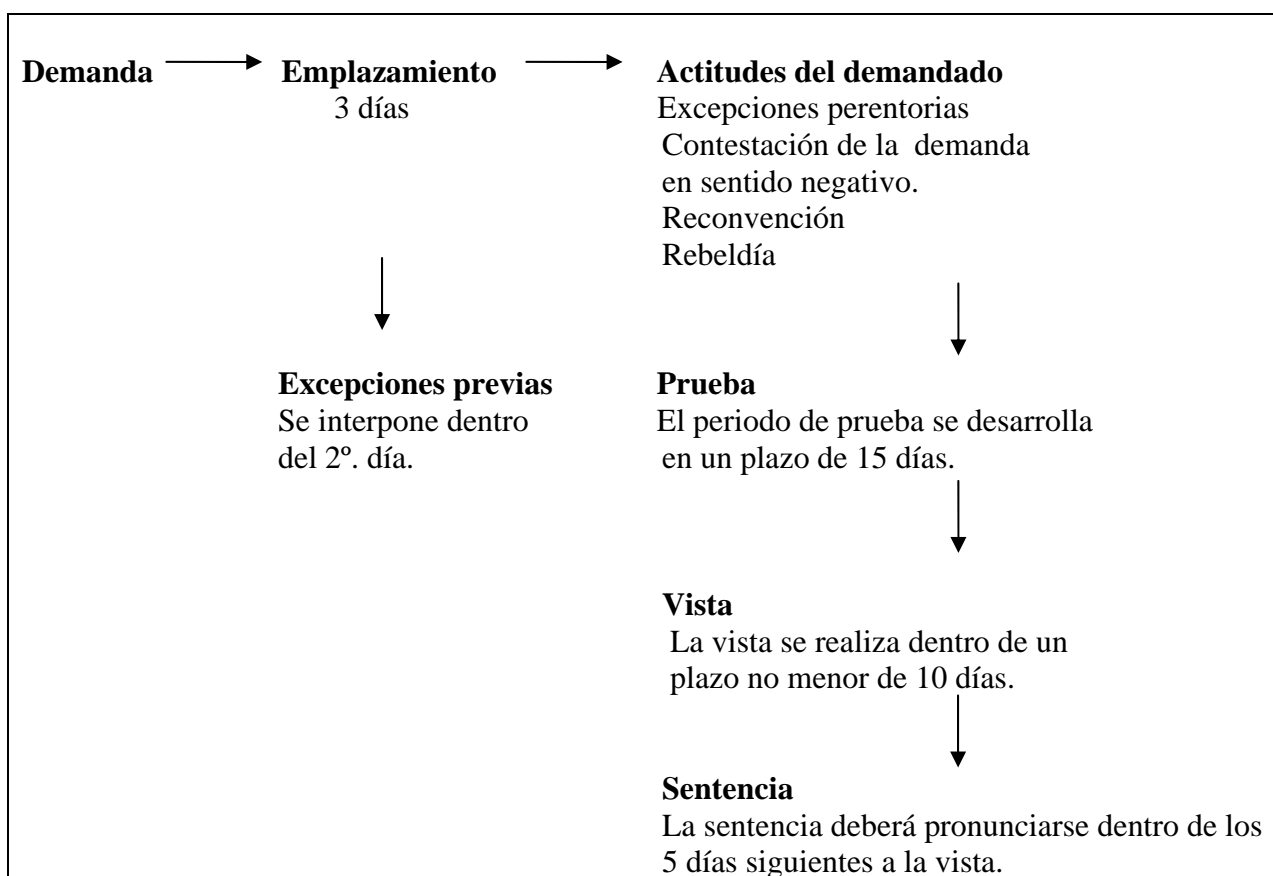 Demanda
Emplazamiento
3 días
Actitudes del demandado
Excepciones perentorias
Contestación de la demanda
en sentido negativo.
Reconvención
Rebeldía
Excepciones previas
Se interpone dentro
del 2º. día.
Prueba
El periodo de prueba se desarrolla
en un plazo de 15 días.
Vista
La vista se realiza dentro de un
plazo no menor de 10 días.
Sentencia
La sentencia deberá pronunciarse dentro de los
5 días siguientes a la vista.